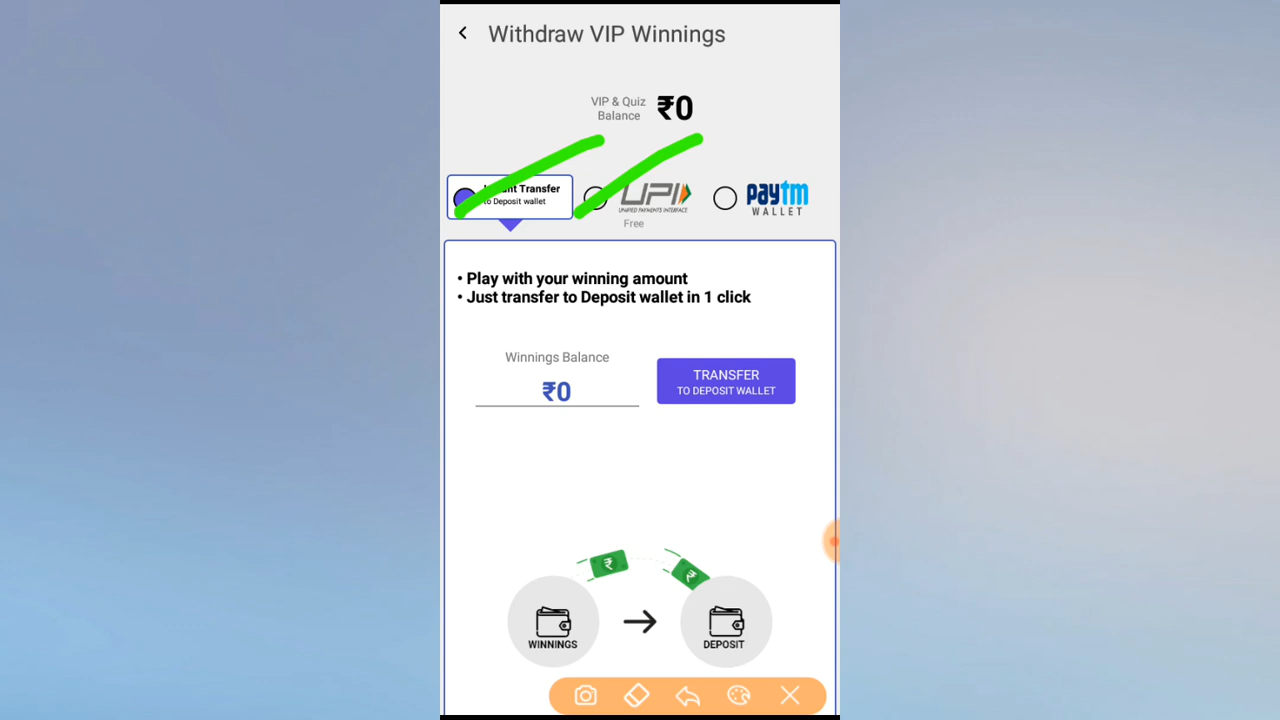 Withdraw VIP Winnings
VIP & Quiz
Balance
₹0
Transfer
to Deposit wallet
UPI
UNIFIED PAYMENTS INTERFACE
Free
paytm
WALLET
• Play with your winning amount
• Just transfer to Deposit wallet in 1 click
Winnings Balance
₹0
TRANSFER
TO DEPOSIT WALLET
₹
₹
WINNINGS
DEPOSIT